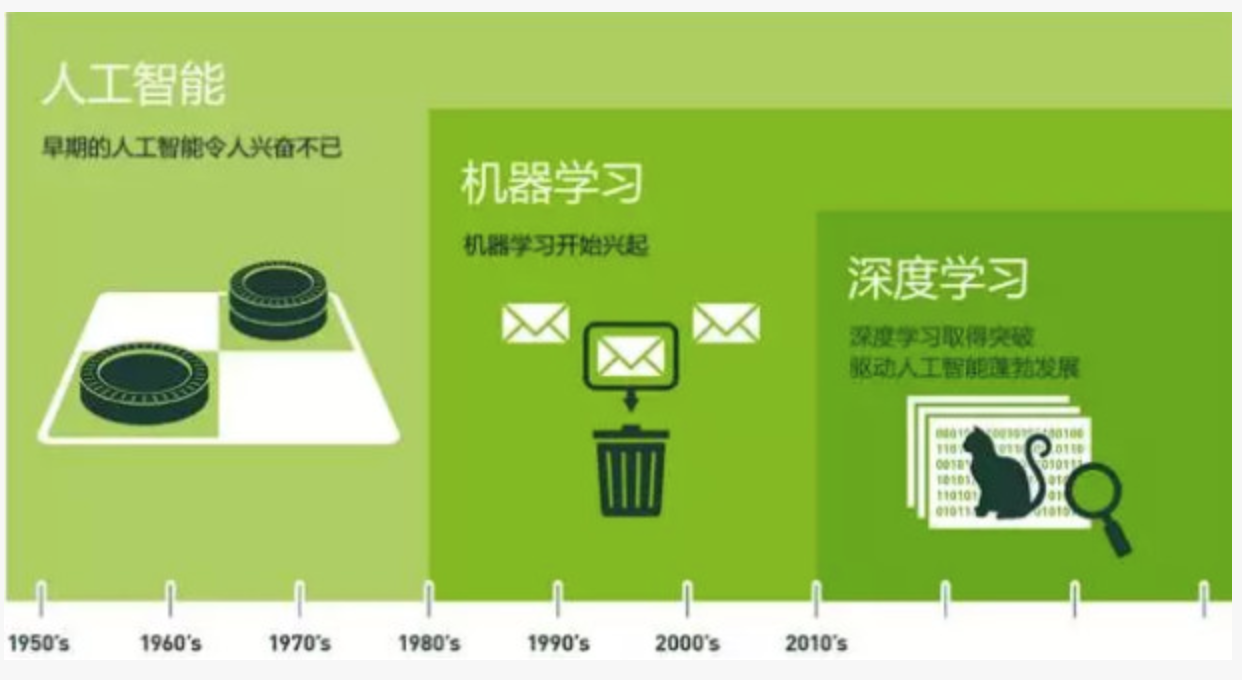 人工智能
早期的人工智能令人兴奋不已
机器学习
机器学习开始兴起
深度学习
深度学习取得突破
驱动人工智能蓬勃发展
1950's
1960's
1970's
1980's
1990's
2000's
2010's